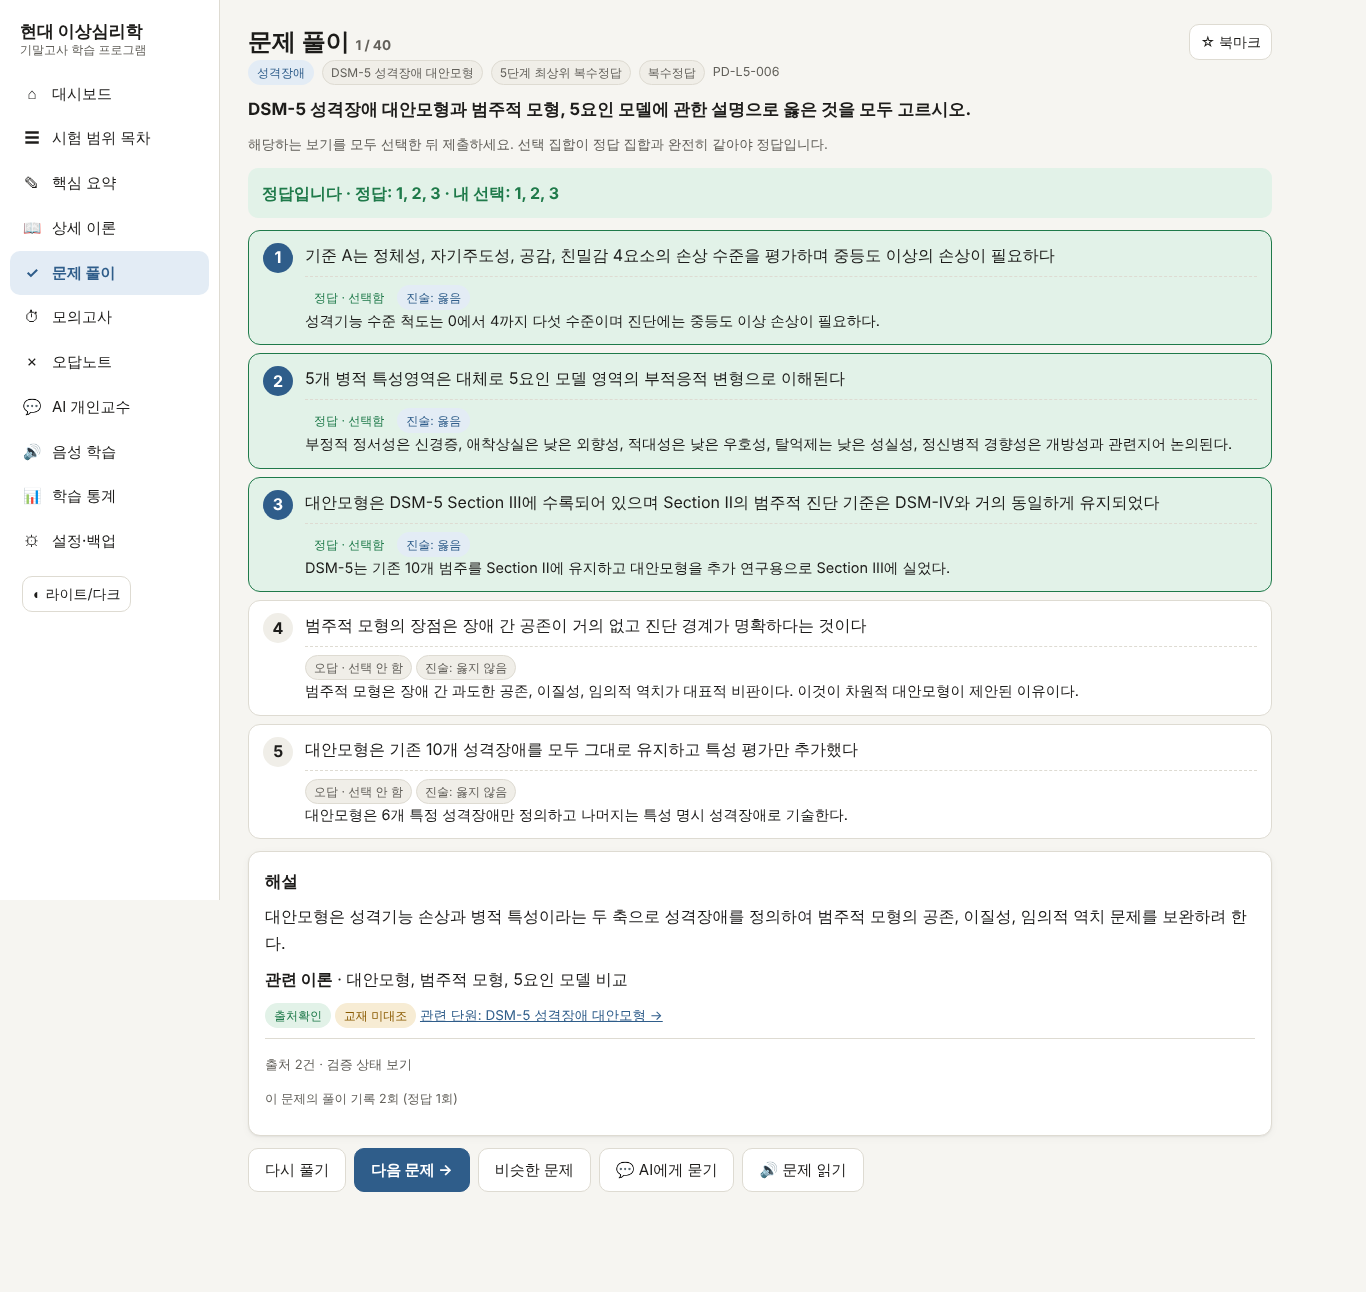 현대 이상심리학
기말고사 학습 프로그램
⌂ 대시보드
☰ 시험 범위 목차
✎ 핵심 요약
📖 상세 이론
✓ 문제 풀이
⏱ 모의고사
× 오답노트
💬 AI 개인교수
🔊 음성 학습
📊 학습 통계
⛭ 설정·백업
◐ 라이트/다크
문제 풀이 1 / 40
☆ 북마크
성격장애 DSM-5 성격장애 대안모형 5단계 최상위 복수정답 복수정답 PD-L5-006
DSM-5 성격장애 대안모형과 범주적 모형, 5요인 모델에 관한 설명으로 옳은 것을 모두 고르시오.
해당하는 보기를 모두 선택한 뒤 제출하세요. 선택 집합이 정답 집합과 완전히 같아야 정답입니다.
정답입니다 · 정답: 1, 2, 3 · 내 선택: 1, 2, 3
1 기준 A는 정체성, 자기주도성, 공감, 친밀감 4요소의 손상 수준을 평가하며 중등도 이상의 손상이 필요하다
정답 · 선택함 진술: 옳음
성격기능 수준 척도는 0에서 4까지 다섯 수준이며 진단에는 중등도 이상 손상이 필요하다.
2 5개 병적 특성영역은 대체로 5요인 모델 영역의 부적응적 변형으로 이해된다
정답 · 선택함 진술: 옳음
부정적 정서성은 신경증, 애착상실은 낮은 외향성, 적대성은 낮은 우호성, 탈억제는 낮은 성실성, 정신병적 경향성은 개방성과 관련지어 논의된다.
3 대안모형은 DSM-5 Section III에 수록되어 있으며 Section II의 범주적 진단 기준은 DSM-IV와 거의 동일하게 유지되었다
정답 · 선택함 진술: 옳음
DSM-5는 기존 10개 범주를 Section II에 유지하고 대안모형을 추가 연구용으로 Section III에 실었다.
4 범주적 모형의 장점은 장애 간 공존이 거의 없고 진단 경계가 명확하다는 것이다
오답 · 선택 안 함 진술: 옳지 않음
범주적 모형은 장애 간 과도한 공존, 이질성, 임의적 역치가 대표적 비판이다. 이것이 차원적 대안모형이 제안된 이유이다.
5 대안모형은 기존 10개 성격장애를 모두 그대로 유지하고 특성 평가만 추가했다
오답 · 선택 안 함 진술: 옳지 않음
대안모형은 6개 특정 성격장애만 정의하고 나머지는 특성 명시 성격장애로 기술한다.
해설
대안모형은 성격기능 손상과 병적 특성이라는 두 축으로 성격장애를 정의하여 범주적 모형의 공존, 이질성, 임의적 역치 문제를 보완하려 한
다.
관련 이론 · 대안모형, 범주적 모형, 5요인 모델 비교
출처확인 교재 미대조 관련 단원: DSM-5 성격장애 대안모형 →
출처 2건 · 검증 상태 보기
이 문제의 풀이 기록 2회 (정답 1회)
다시 풀기 다음 문제 → 비슷한 문제 💬 AI에게 묻기 🔊 문제 읽기